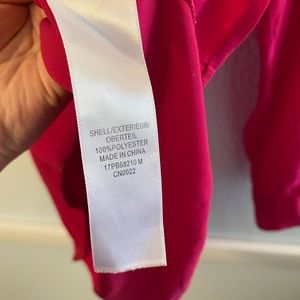 SHELL/EXTERIEUR/
OBERTEIL
100%POLYESTER
MADE IN CHINA
17PB68210 M
CN0022